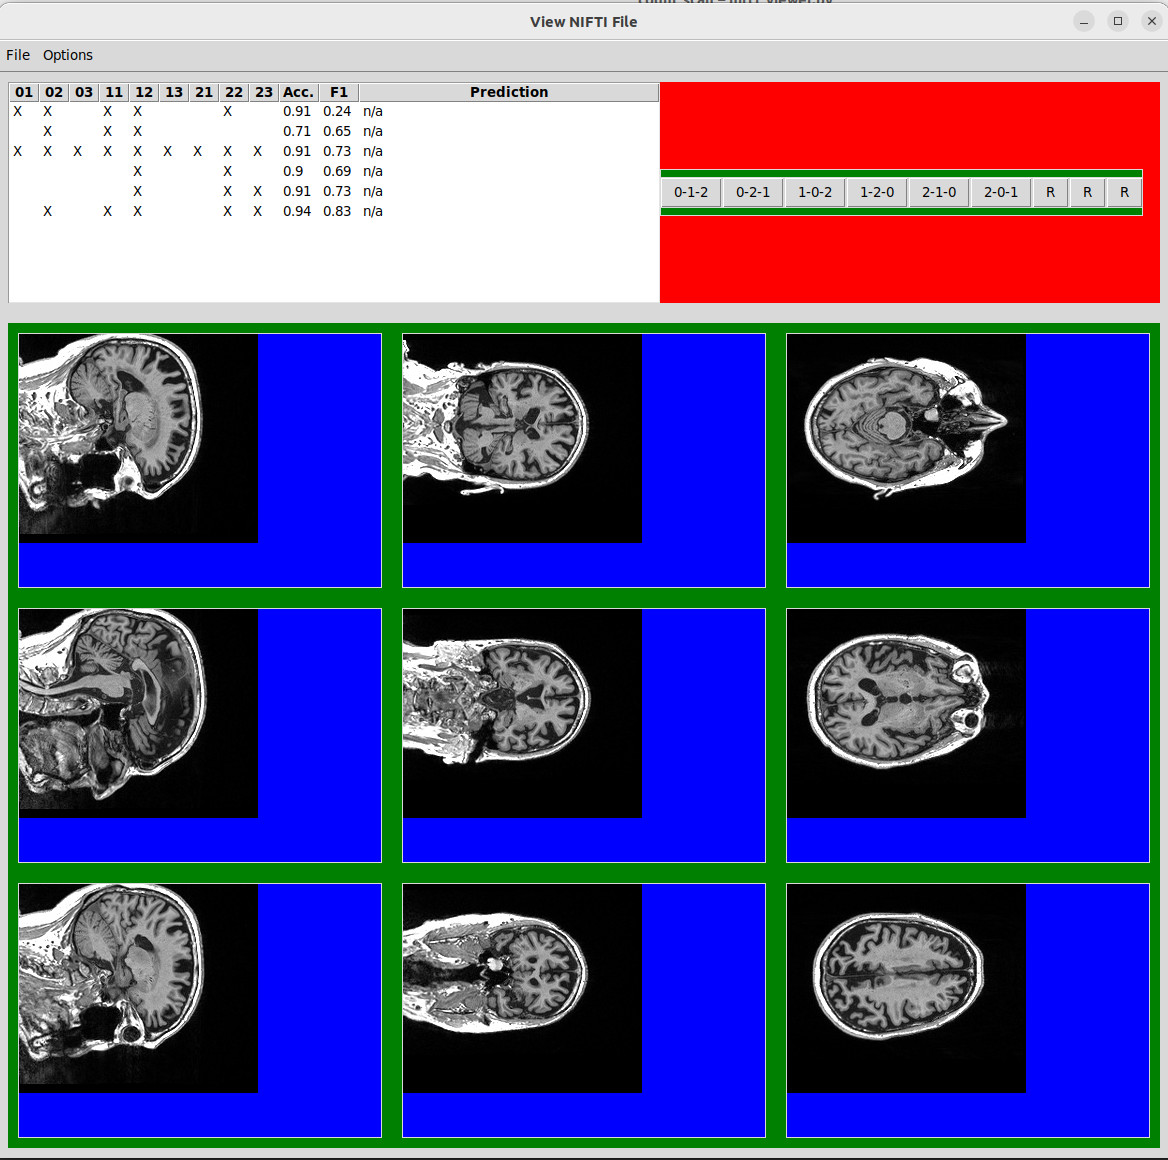 View NIFTI File
File Options
01 02 03 11 12 13 21 22 23 Acc. F1 Prediction
X X X X X 0.91 0.24 n/a
X X X 0.71 0.65 n/a
X X X X X X X X X 0.91 0.73 n/a
X X 0.9 0.69 n/a
X X X 0.91 0.73 n/a
X X X X X 0.94 0.83 n/a
0-1-2 0-2-1 1-0-2 1-2-0 2-1-0 2-0-1 R R R